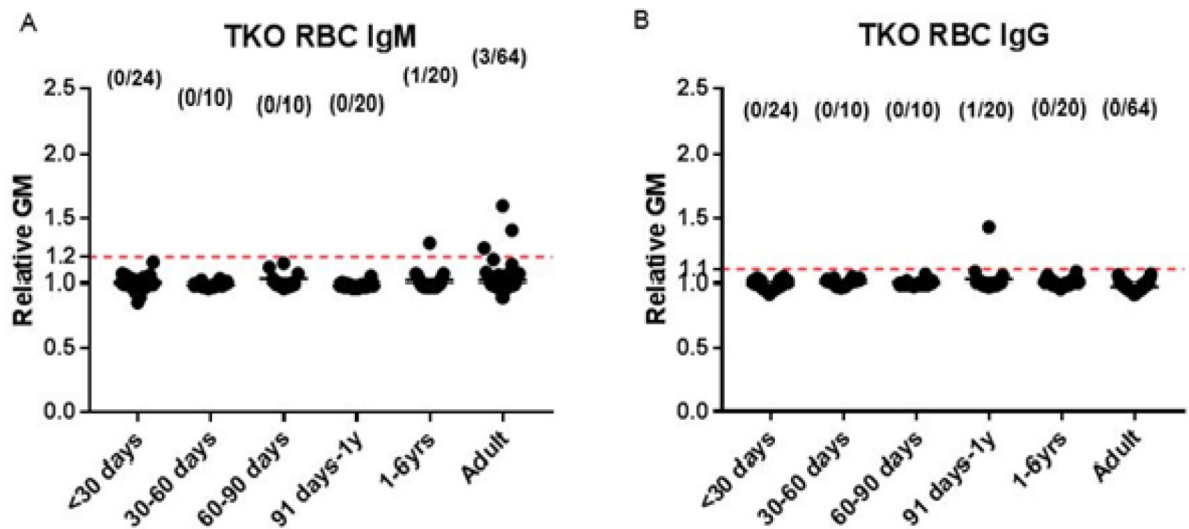 A
TKO RBC IgM
(0/24)
(0/10)
(0/10)
(0/20)
(1/20)
(3/64)
Relative GM
2.5
2.0
1.5
1.2
1.0
0.5
0.0
<30 days
30-60 days
60-90 days
91 days-1y
1-6yrs
Adult
B
TKO RBC IgG
(0/24) (0/10) (0/10) (1/20) (0/20) (0/64)
Relative GM
2.5
2.0
1.5
1.1
1.0
0.5
0.0
<30 days
30-60 days
60-90 days
91 days-1y
1-6yrs
Adult